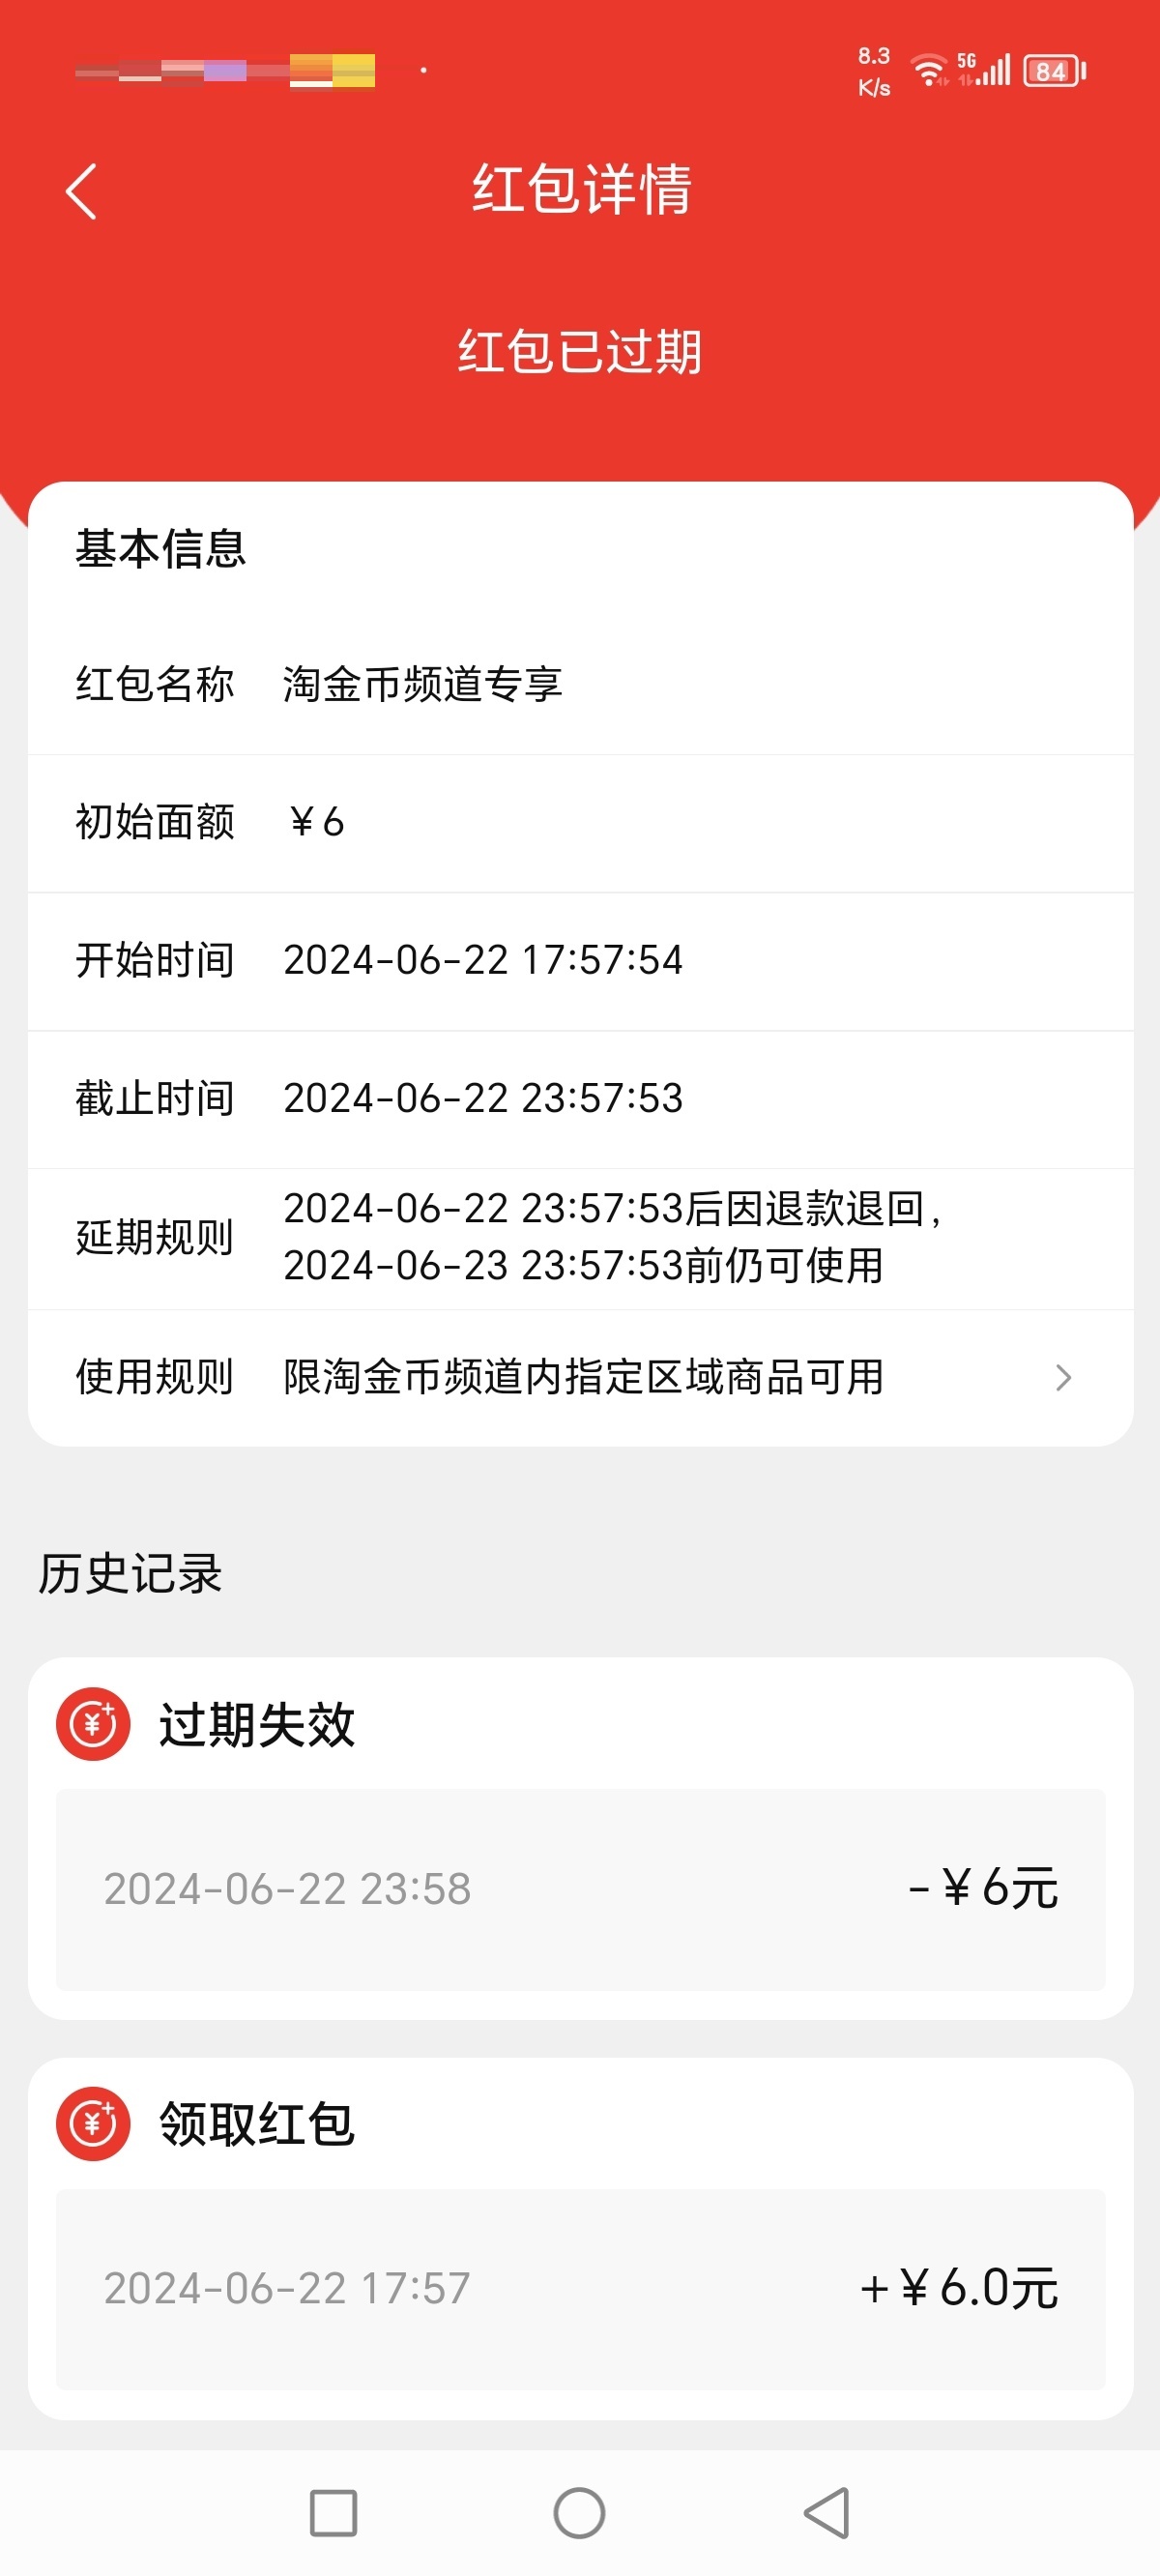 8.3
K/s
5G
84
红包详情
红包已过期
基本信息
红包名称 淘金币频道专享
初始面额 ¥6
开始时间 2024-06-22 17:57:54
截止时间 2024-06-22 23:57:53
延期规则 2024-06-22 23:57:53后因退款退回,
2024-06-23 23:57:53前仍可使用
使用规则 限淘金币频道内指定区域商品可用
历史记录
过期失效
2024-06-22 23:58 -¥6元
领取红包
2024-06-22 17:57 +¥6.0元